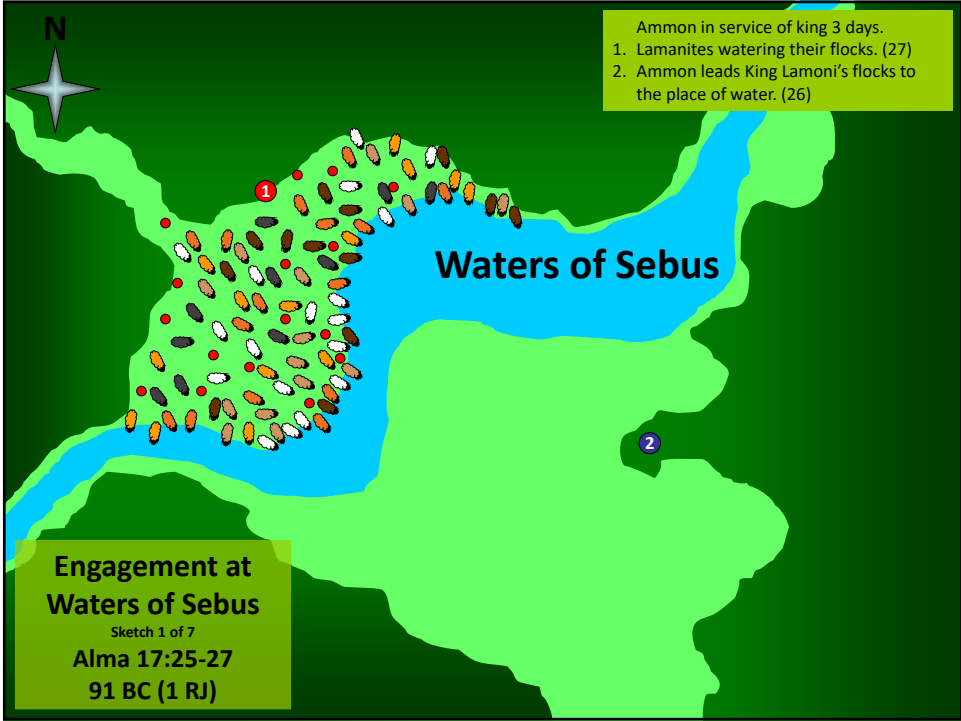 N
Ammon in service of king 3 days.
1. Lamanites watering their flocks. (27)
2. Ammon leads King Lamoni's flocks to
the place of water. (26)
1
Waters of Sebus
2
Engagement at
Waters of Sebus
Sketch 1 of 7
Alma 17:25-27
91 BC (1 RJ)